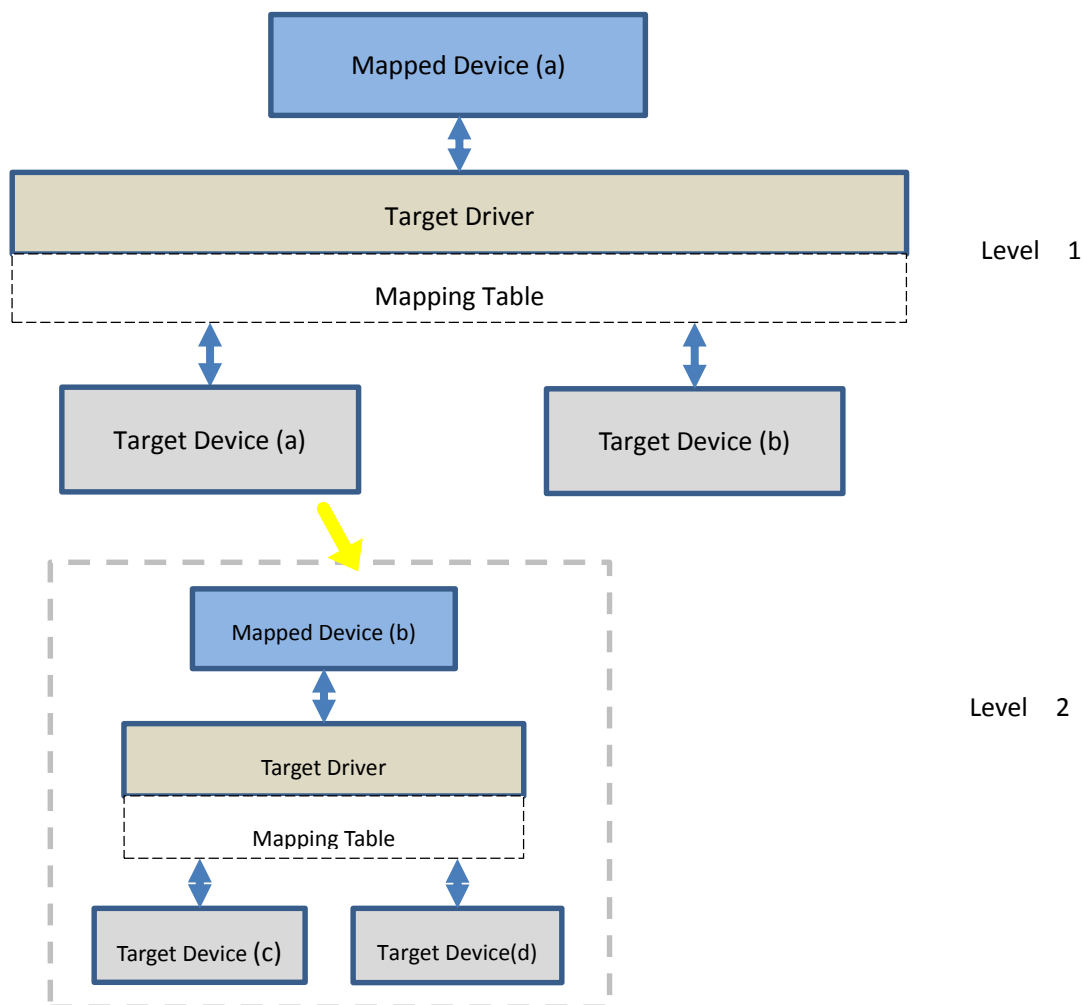 Mapped Device (a)
Target Driver
Level 1
Mapping Table
Target Device (a)
Target Device (b)
Mapped Device (b)
Level 2
Target Driver
Mapping Table
Target Device (c)
Target Device(d)